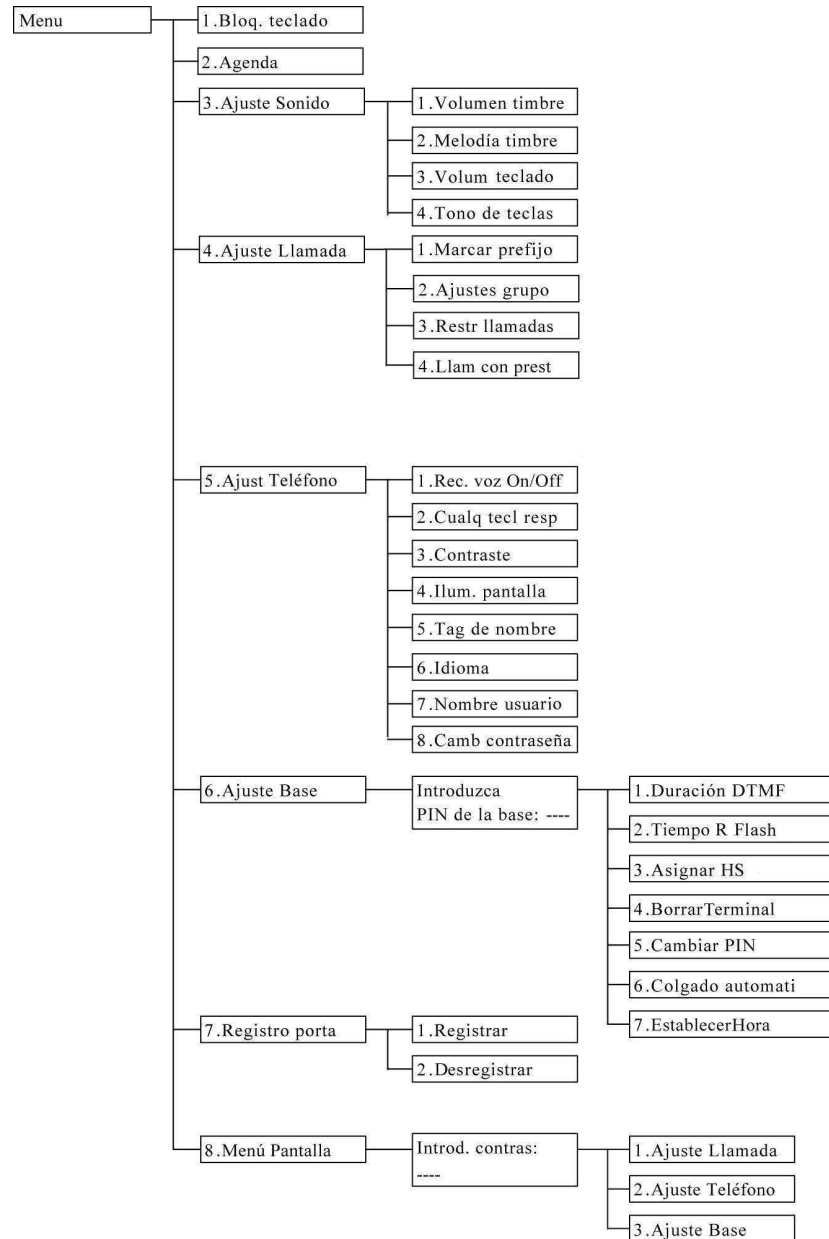 Menu
1.Bloq. teclado
2.Agenda
3.Ajuste Sonido
1.Volumen timbre
2.Melodía timbre
3.Volum teclado
4.Tono de teclas
4.Ajuste Llamada
1.Marcar prefijo
2.Ajustes grupo
3.Restr llamadas
4.Llam con prest
5.Ajust Teléfono
1.Rec. voz On/Off
2.Cualq tecl resp
3.Contraste
4.Ilum. pantalla
5.Tag de nombre
6.Idioma
7.Nombre usuario
8.Camb contraseña
6.Ajuste Base
Introduzca
PIN de la base: ----
1.Duración DTMF
2.Tiempo R Flash
3.Asignar HS
4.BorrarTerminal
5.Cambiar PIN
6.Colgado automati
7.EstablecerHora
7.Registro porta
1.Registrar
2.Desregistrar
8.Menú Pantalla
Introd. contras:
----
1.Ajuste Llamada
2.Ajuste Teléfono
3.Ajuste Base